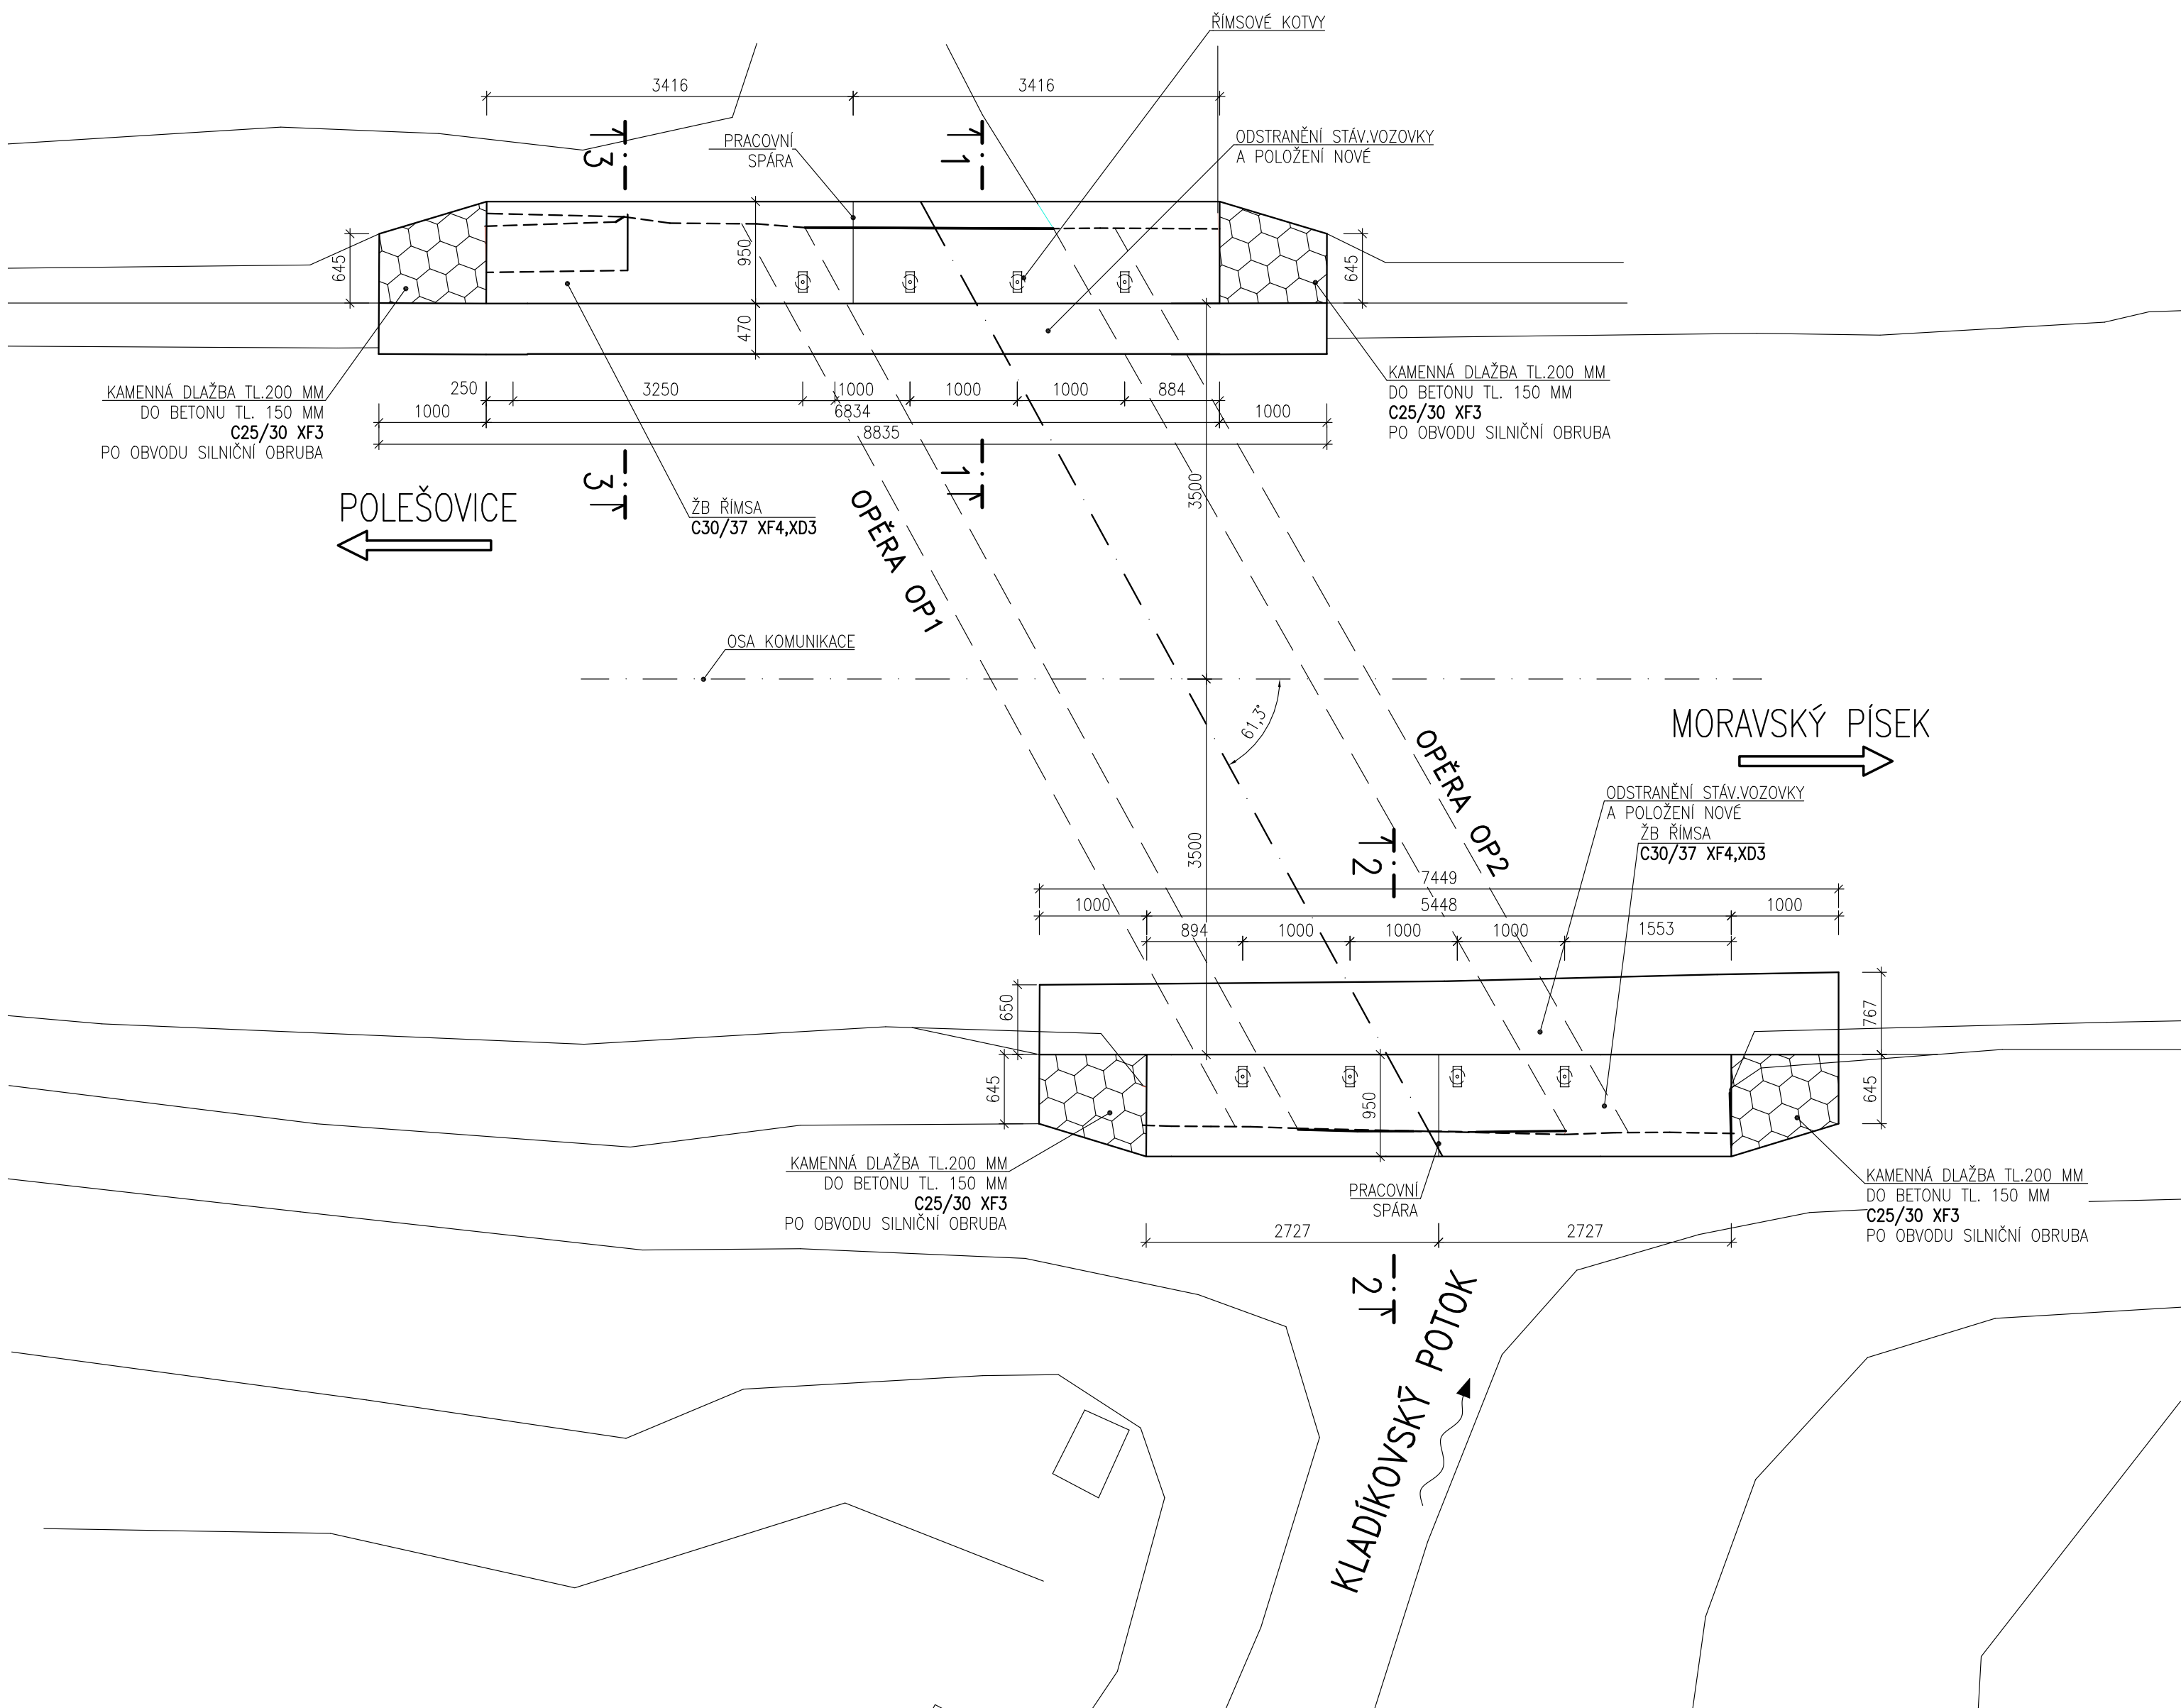 ŘÍMSOVÉ KOTVY
3416
3416
3
1
PRACOVNÍ
SPÁRA
ODSTRANĚNÍ STÁV.VOZOVKY
A POLOŽENÍ NOVÉ
645
950
645
470
KAMENNÁ DLAŽBA TL.200 MM
DO BETONU TL. 150 MM
C25/30 XF3
PO OBVODU SILNIČNÍ OBRUBA
250
3250
1000
1000
1000
884
1000
6834
1000
8835
KAMENNÁ DLAŽBA TL.200 MM
DO BETONU TL. 150 MM
C25/30 XF3
PO OBVODU SILNIČNÍ OBRUBA
3
1
3500
POLEŠOVICE
ŽB ŘÍMSA
C30/37 XF4,XD3
OPĚRA OP1
OSA KOMUNIKACE
61,3°
MORAVSKÝ PÍSEK
OPĚRA OP2
ODSTRANĚNÍ STÁV.VOZOVKY
A POLOŽENÍ NOVÉ
ŽB ŘÍMSA
C30/37 XF4,XD3
3500
2
7449
1000
5448
1000
894
1000
1000
1000
1553
650
767
645
950
645
KAMENNÁ DLAŽBA TL.200 MM
DO BETONU TL. 150 MM
C25/30 XF3
PO OBVODU SILNIČNÍ OBRUBA
PRACOVNÍ
SPÁRA
KAMENNÁ DLAŽBA TL.200 MM
DO BETONU TL. 150 MM
C25/30 XF3
PO OBVODU SILNIČNÍ OBRUBA
2727
2727
2
KLADÍKOVSKÝ POTOK